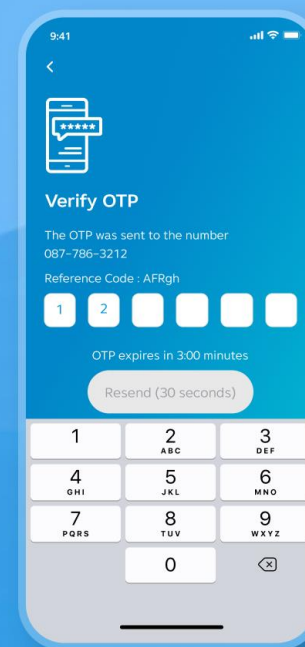 9:41
*****
Verify OTP
The OTP was sent to the number
087-786-3212
Reference Code : AFRgh
1 2
OTP expires in 3:00 minutes
Resend (30 seconds)
1 2 3
ABC DEF
4 5 6
GHI JKL MNO
7 8 9
PQRS TUV WXYZ
0